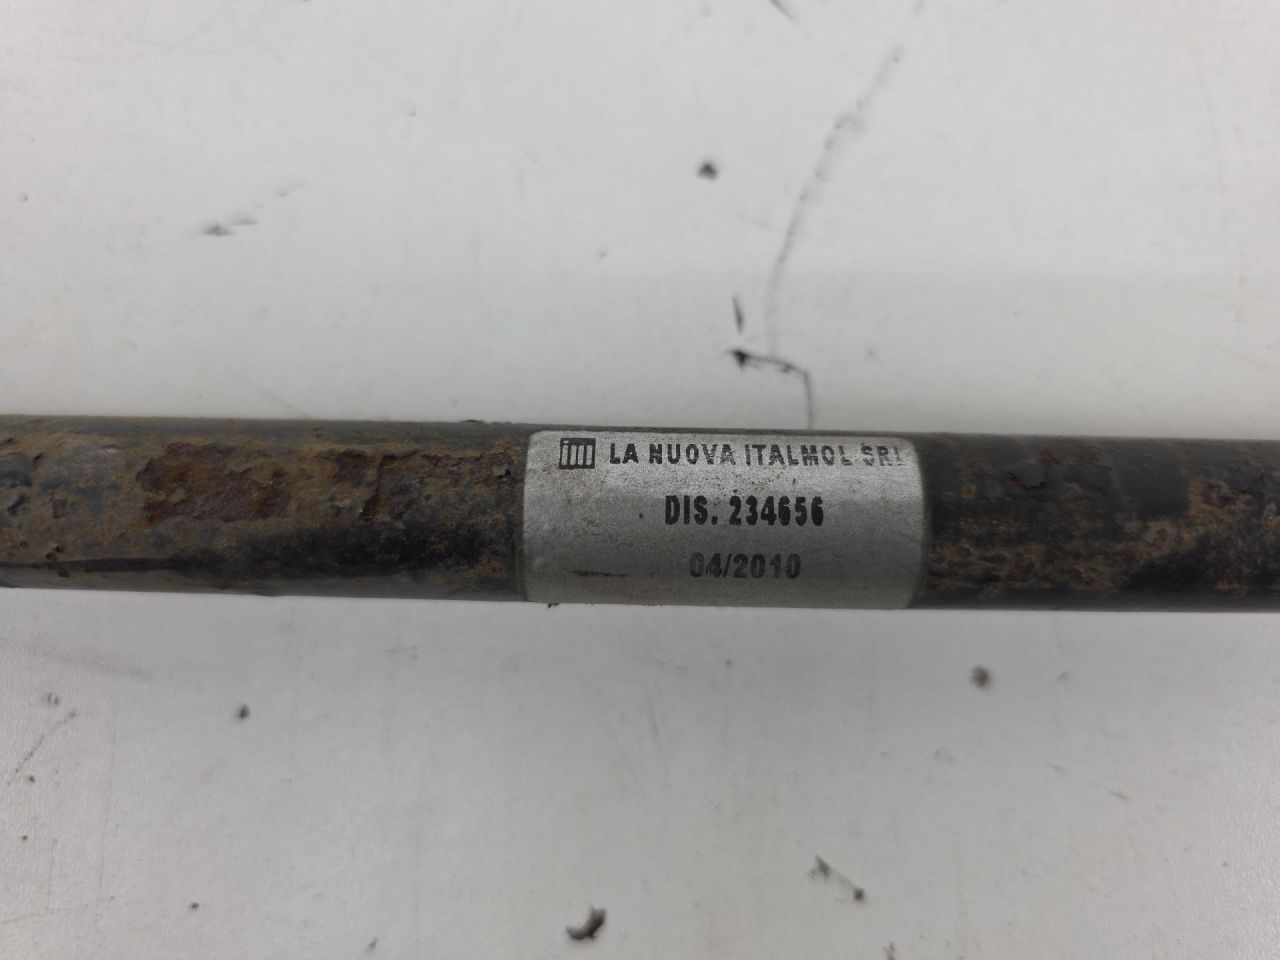 LA NUOVA ITALMOL SRL
DIS. 234656
04/2010